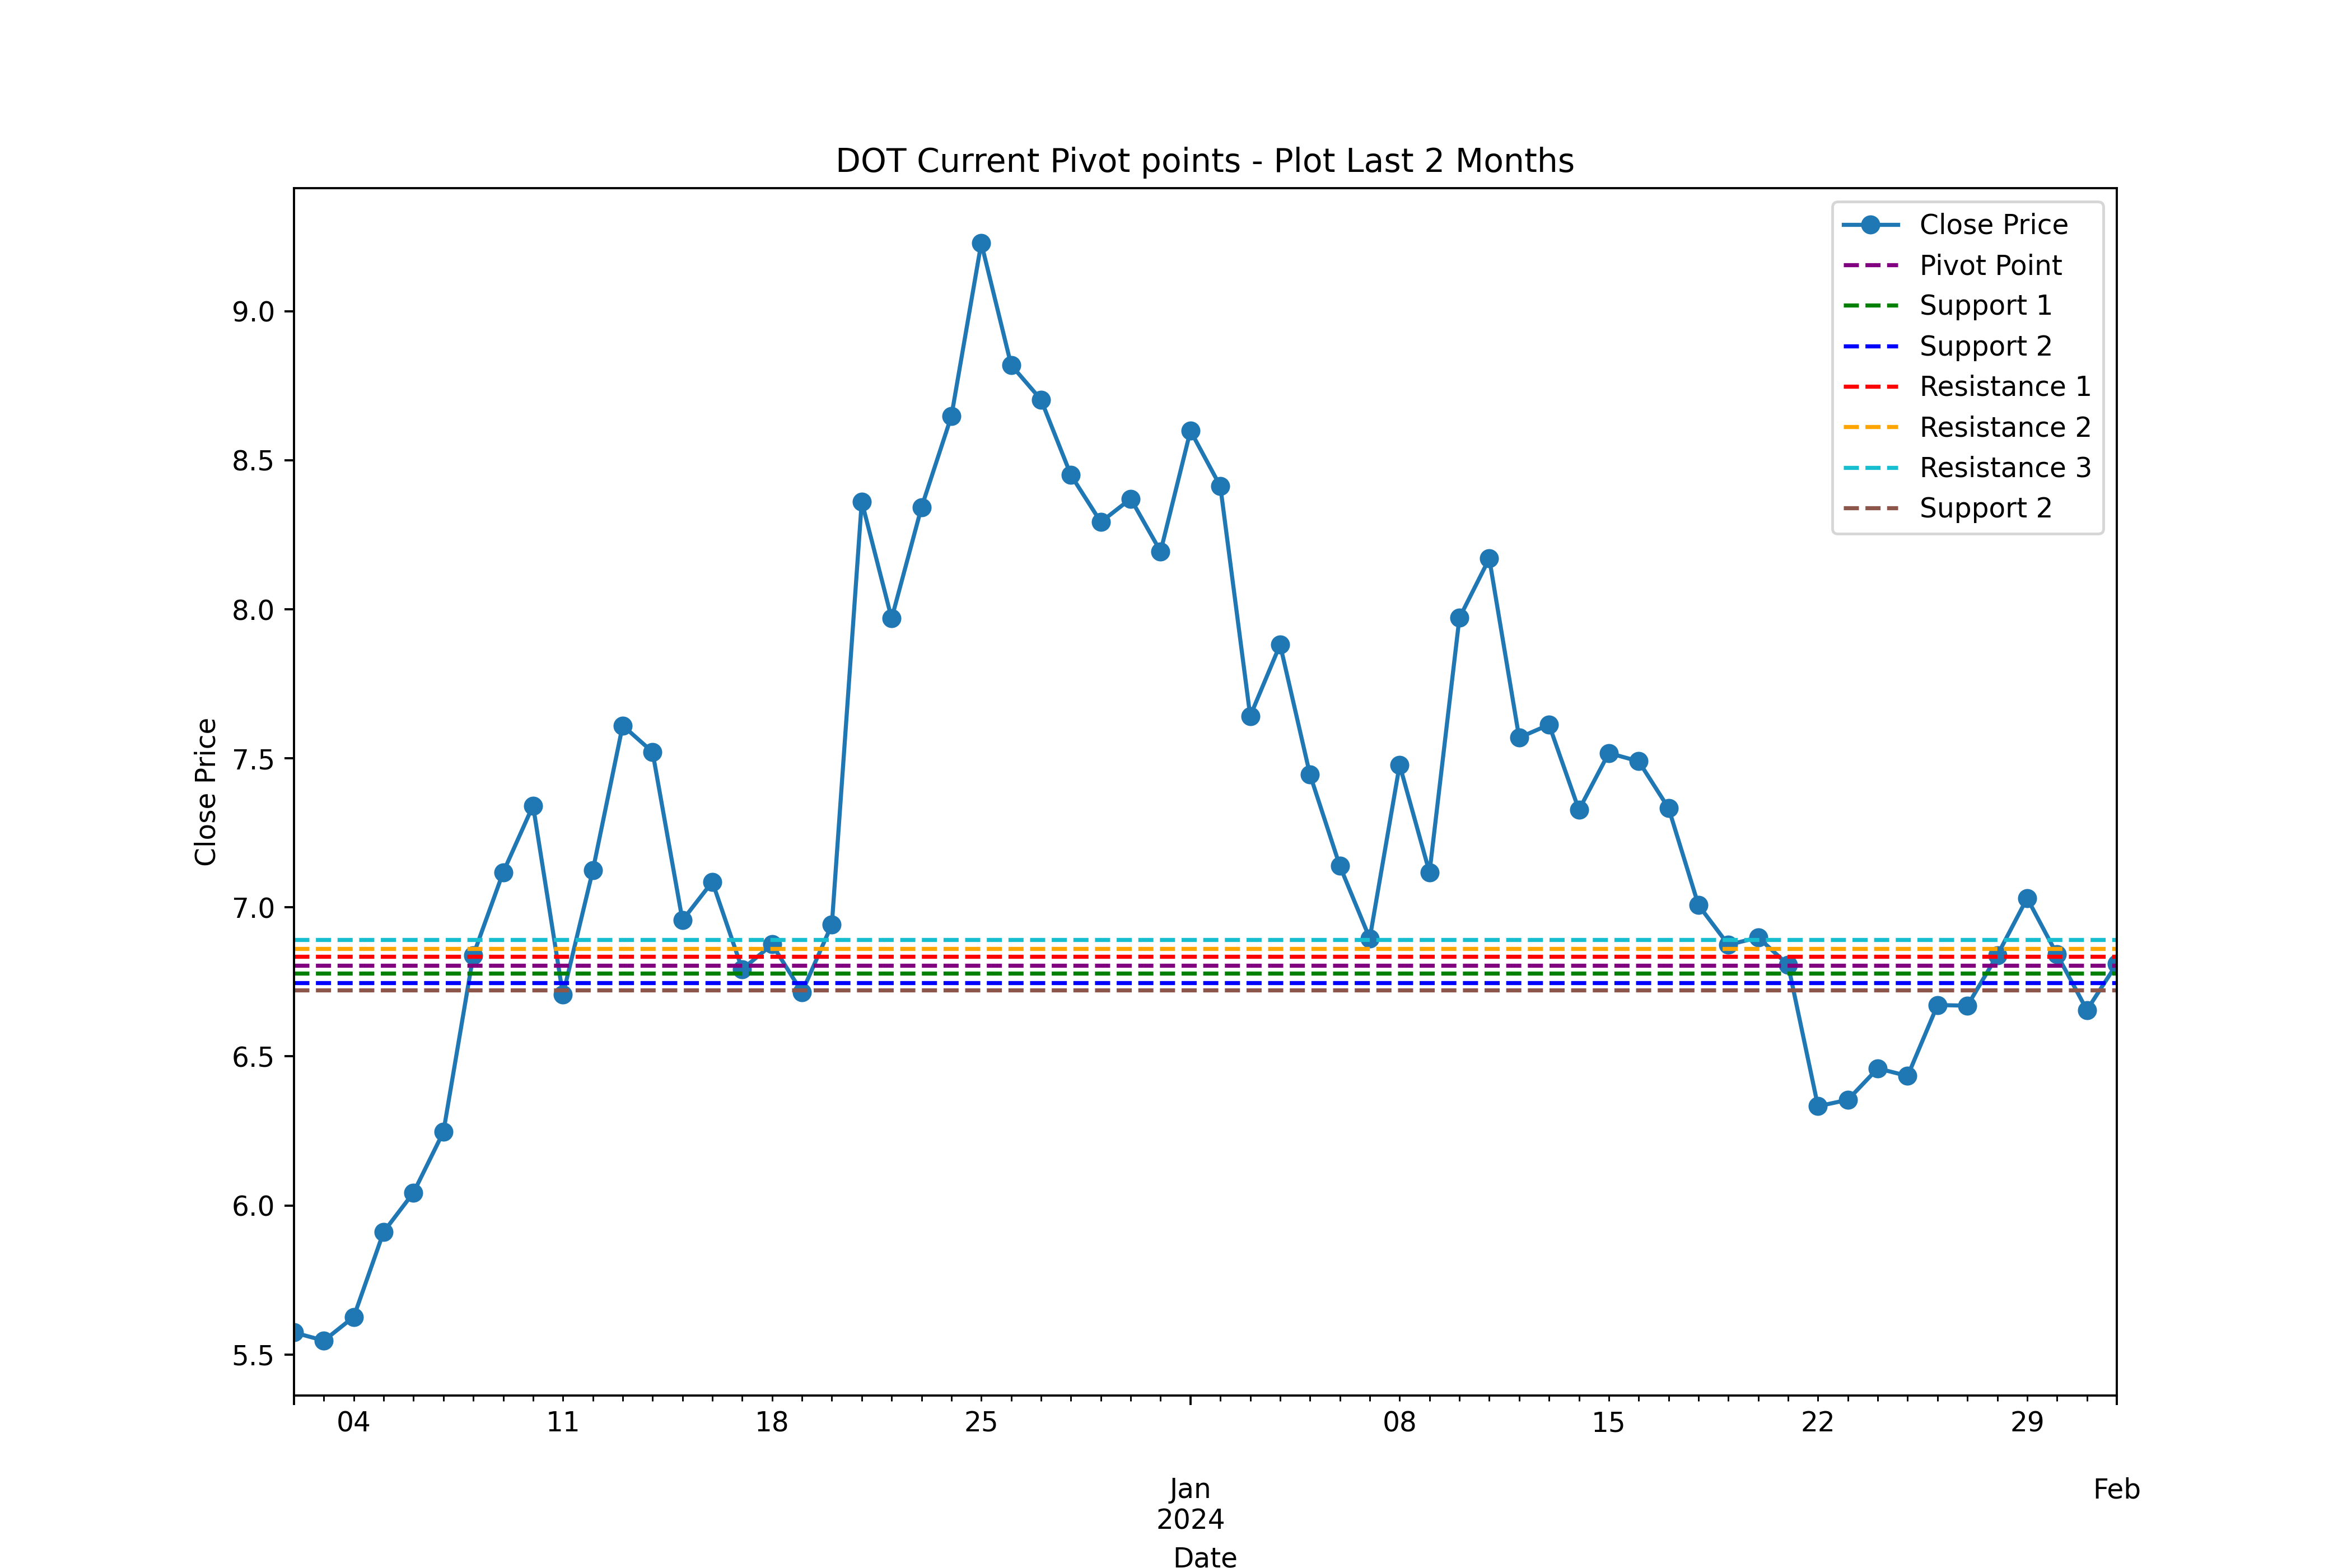 DOT Current Pivot points - Plot Last 2 Months
Close Price
Pivot Point
Support 1
Support 2
Resistance 1
Resistance 2
Resistance 3
Support 2
9.0
8.5
8.0
7.5
7.0
6.5
6.0
5.5
Close Price
04 11 18 25 08 15 22 29
Jan Feb
2024
Date